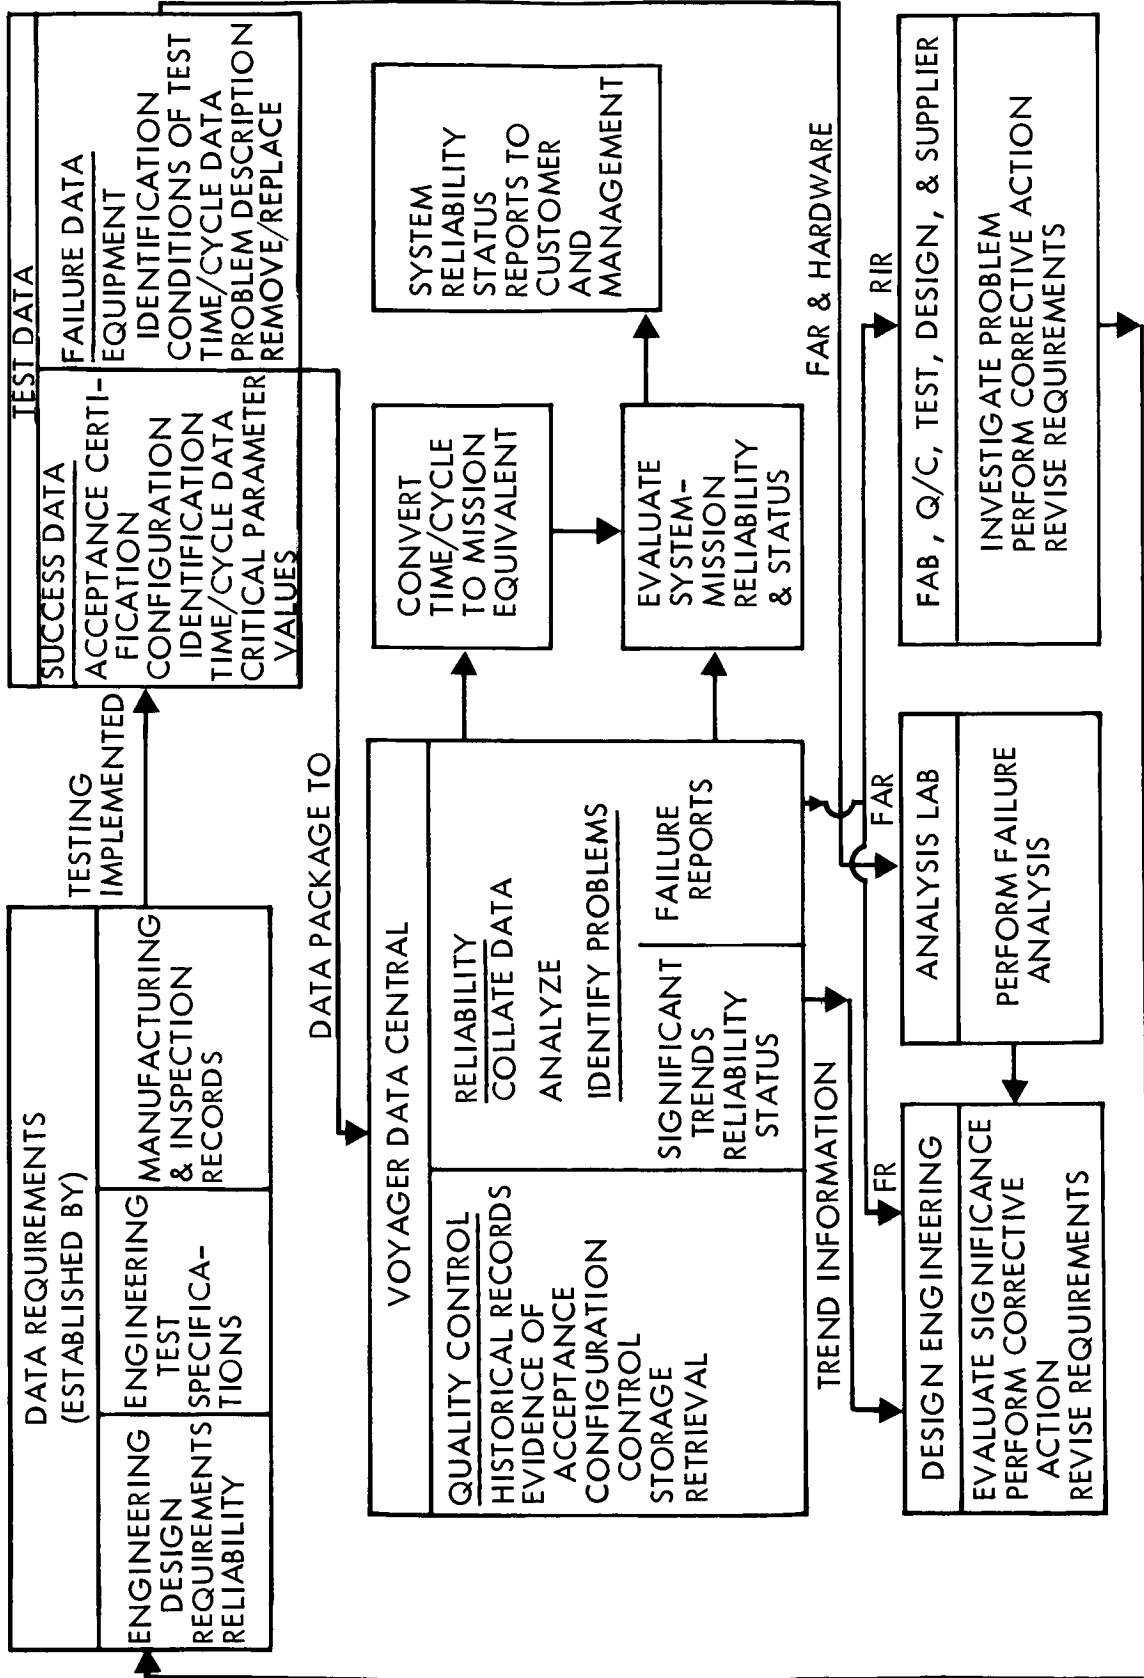 DATA REQUIREMENTS
(ESTABLISHED BY)
ENGINEERING
DESIGN
REQUIREMENTS
RELIABILITY
ENGINEERING
TEST
SPECIFICA-
TIONS
MANUFACTURING
& INSPECTION
RECORDS
TESTING
IMPLEMENTED
TEST DATA
SUCCESS DATA
ACCEPTANCE CERTI-
FICATION
CONFIGURATION
IDENTIFICATION
TIME/CYCLE DATA
CRITICAL PARAMETER
VALUES
FAILURE DATA
EQUIPMENT
IDENTIFICATION
CONDITIONS OF TEST
TIME/CYCLE DATA
PROBLEM DESCRIPTION
REMOVE/REPLACE
DATA PACKAGE TO
VOYAGER DATA CENTRAL
QUALITY CONTROL
HISTORICAL RECORDS
EVIDENCE OF
ACCEPTANCE
CONFIGURATION
CONTROL
STORAGE
RETRIEVAL
RELIABILITY
COLLATE DATA
ANALYZE
IDENTIFY PROBLEMS
SIGNIFICANT
TRENDS
RELIABILITY
STATUS
FAILURE
REPORTS
CONVERT
TIME/CYCLE
TO MISSION
EQUIVALENT
EVALUATE
SYSTEM-
MISSION
RELIABILITY
& STATUS
SYSTEM
RELIABILITY
STATUS
REPORTS TO
CUSTOMER
AND
MANAGEMENT
TREND INFORMATION
FR
FAR
FAR & HARDWARE
RIR
DESIGN ENGINEERING
EVALUATE SIGNIFICANCE
PERFORM CORRECTIVE
ACTION
REVISE REQUIREMENTS
ANALYSIS LAB
PERFORM FAILURE
ANALYSIS
FAB, Q/C, TEST, DESIGN, & SUPPLIER
INVESTIGATE PROBLEM
PERFORM CORRECTIVE ACTION
REVISE REQUIREMENTS